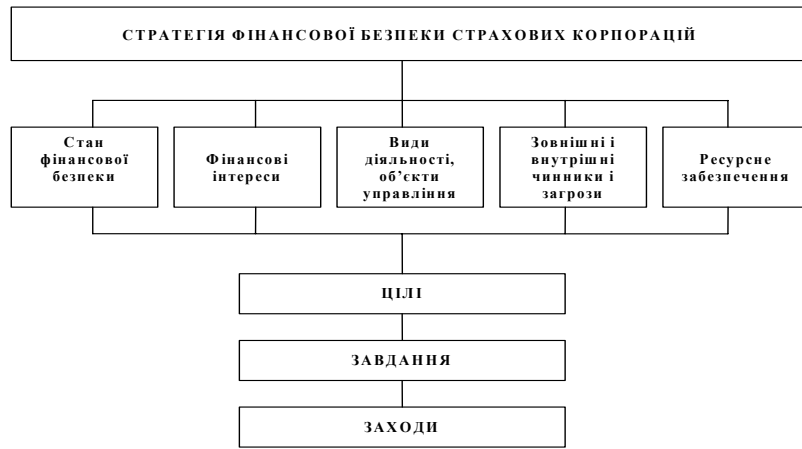 СТРАТЕГІЯ ФІНАНСОВОЇ БЕЗПЕКИ СТРАХОВИХ КОРПОРАЦІЙ
Стан
фінансової
безпеки
Фінансові
інтереси
Види
діяльності,
об’єкти
управління
Зовнішні і
внутрішні
чинники і
загрози
Ресурсне
забезпечення
ЦІЛІ
ЗАВДАННЯ
ЗАХОДИ